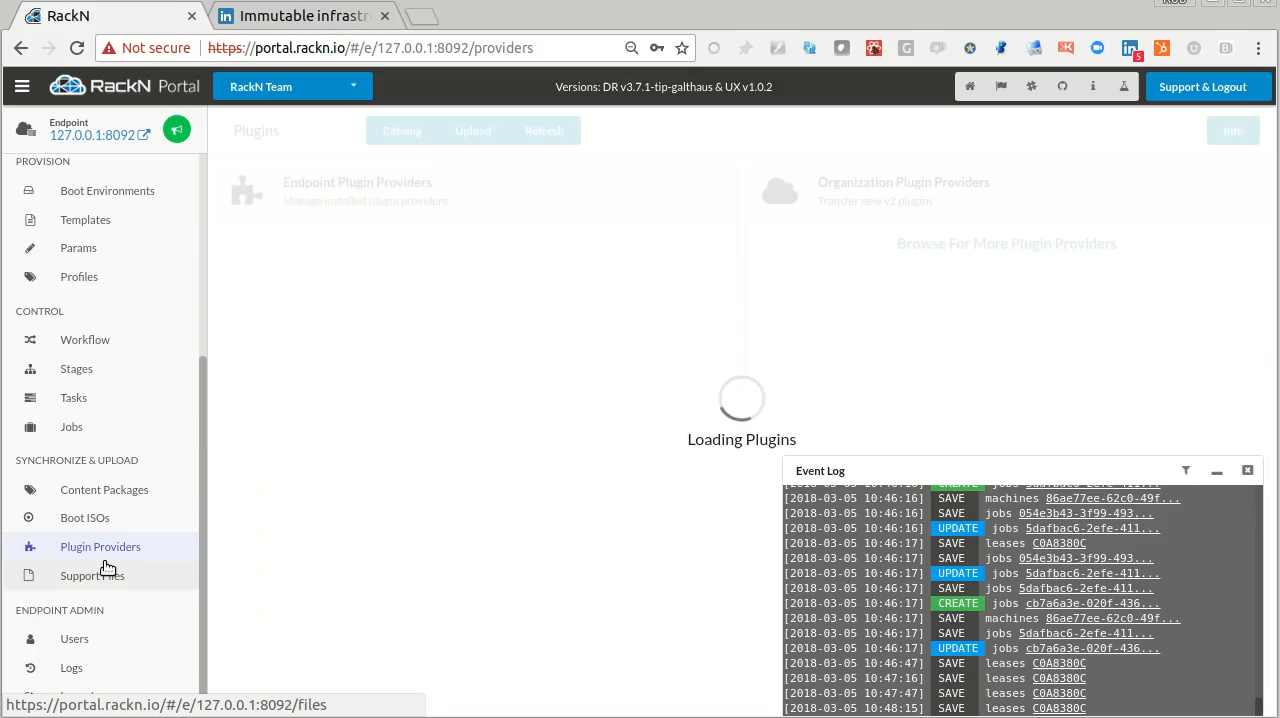 RackN
Immutable infrastr
ROB
Not secure
https://portal.rackn.io/#/e/127.0.0.1:8092/providers
5
RackN Portal
RackN Team
Versions: DR v3.7.1-tip-galthaus & UX v1.0.2
Support & Logout
Endpoint
127.0.0.1:8092
Plugins
Catalog
Upload
Refresh
Info
PROVISION
Boot Environments
Templates
Params
Profiles
CONTROL
Workflow
Stages
Tasks
Jobs
SYNCHRONIZE & UPLOAD
Content Packages
Boot ISOs
Plugin Providers
ENDPOINT ADMIN
Users
Logs
Endpoint Plugin Providers
Manage installed plugin providers
Organization Plugin Providers
Transfer new v2 plugins
Browse For More Plugin Providers
Loading Plugins
Event Log
[2018-03-05 10:46:16] CREATE jobs 5dafbac6-2efe-411...
[2018-03-05 10:46:16] SAVE machines 86ae77ee-62c0-49f...
[2018-03-05 10:46:16] SAVE jobs 054e3b43-3f99-493...
[2018-03-05 10:46:16] UPDATE jobs 5dafbac6-2efe-411...
[2018-03-05 10:46:17] SAVE leases C0A8380C
[2018-03-05 10:46:17] SAVE jobs 054e3b43-3f99-493...
[2018-03-05 10:46:17] UPDATE jobs 5dafbac6-2efe-411...
[2018-03-05 10:46:17] SAVE jobs 5dafbac6-2efe-411...
[2018-03-05 10:46:17] CREATE jobs cb7a6a3e-020f-436...
[2018-03-05 10:46:17] SAVE machines 86ae77ee-62c0-49f...
[2018-03-05 10:46:17] SAVE jobs 5dafbac6-2efe-411...
[2018-03-05 10:46:17] UPDATE jobs cb7a6a3e-020f-436...
[2018-03-05 10:46:47] SAVE leases C0A8380C
[2018-03-05 10:47:16] SAVE leases C0A8380C
[2018-03-05 10:47:47] SAVE leases C0A8380C
[2018-03-05 10:48:15] SAVE leases C0A8380C
https://portal.rackn.io/#/e/127.0.0.1:8092/files